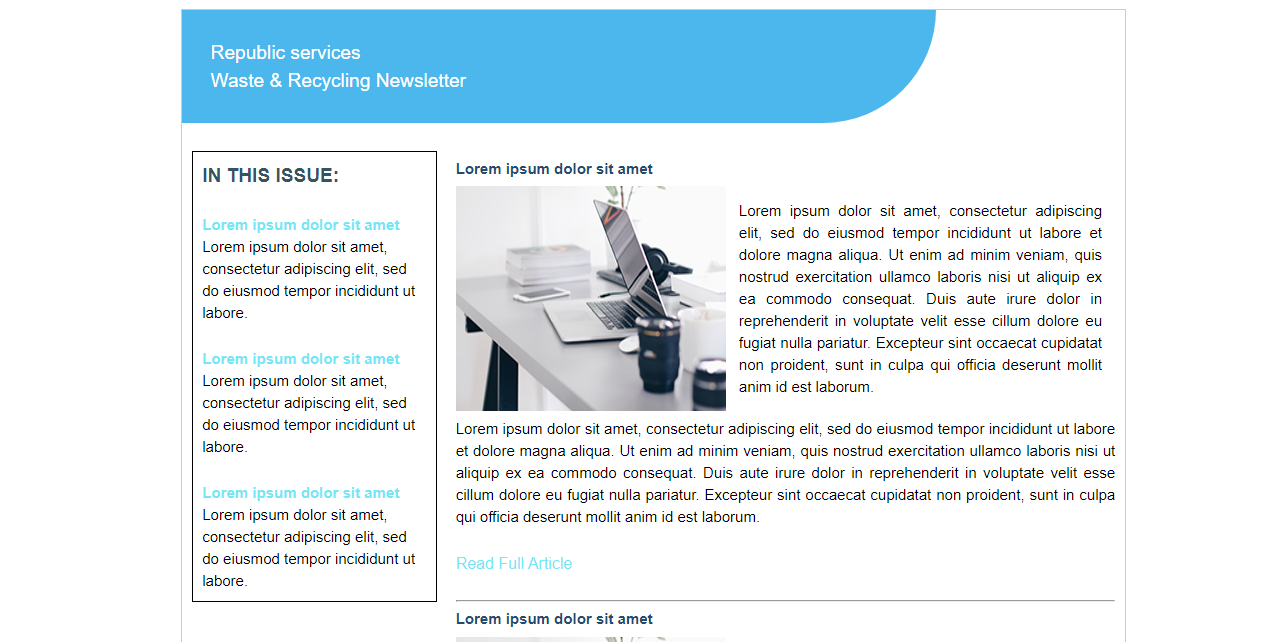 Republic services
Waste & Recycling Newsletter
IN THIS ISSUE:
Lorem ipsum dolor sit amet
Lorem ipsum dolor sit amet,
consectetur adipiscing elit, sed
do eiusmod tempor incididunt ut
labore.
Lorem ipsum dolor sit amet
Lorem ipsum dolor sit amet,
consectetur adipiscing elit, sed
do eiusmod tempor incididunt ut
labore.
Lorem ipsum dolor sit amet
Lorem ipsum dolor sit amet,
consectetur adipiscing elit, sed
do eiusmod tempor incididunt ut
labore.
Lorem ipsum dolor sit amet
Lorem ipsum dolor sit amet, consectetur adipiscing
elit, sed do eiusmod tempor incididunt ut labore et
dolore magna aliqua. Ut enim ad minim veniam, quis
nostrud exercitation ullamco laboris nisi ut aliquip ex
ea commodo consequat. Duis aute irure dolor in
reprehenderit in voluptate velit esse cillum dolore eu
fugiat nulla pariatur. Excepteur sint occaecat cupidatat
non proident, sunt in culpa qui officia deserunt mollit
anim id est laborum.
Lorem ipsum dolor sit amet, consectetur adipiscing elit, sed do eiusmod tempor incididunt ut labore
et dolore magna aliqua. Ut enim ad minim veniam, quis nostrud exercitation ullamco laboris nisi ut
aliquip ex ea commodo consequat. Duis aute irure dolor in reprehenderit in voluptate velit esse
cillum dolore eu fugiat nulla pariatur. Excepteur sint occaecat cupidatat non proident, sunt in culpa
qui officia deserunt mollit anim id est laborum.
Read Full Article
Lorem ipsum dolor sit amet